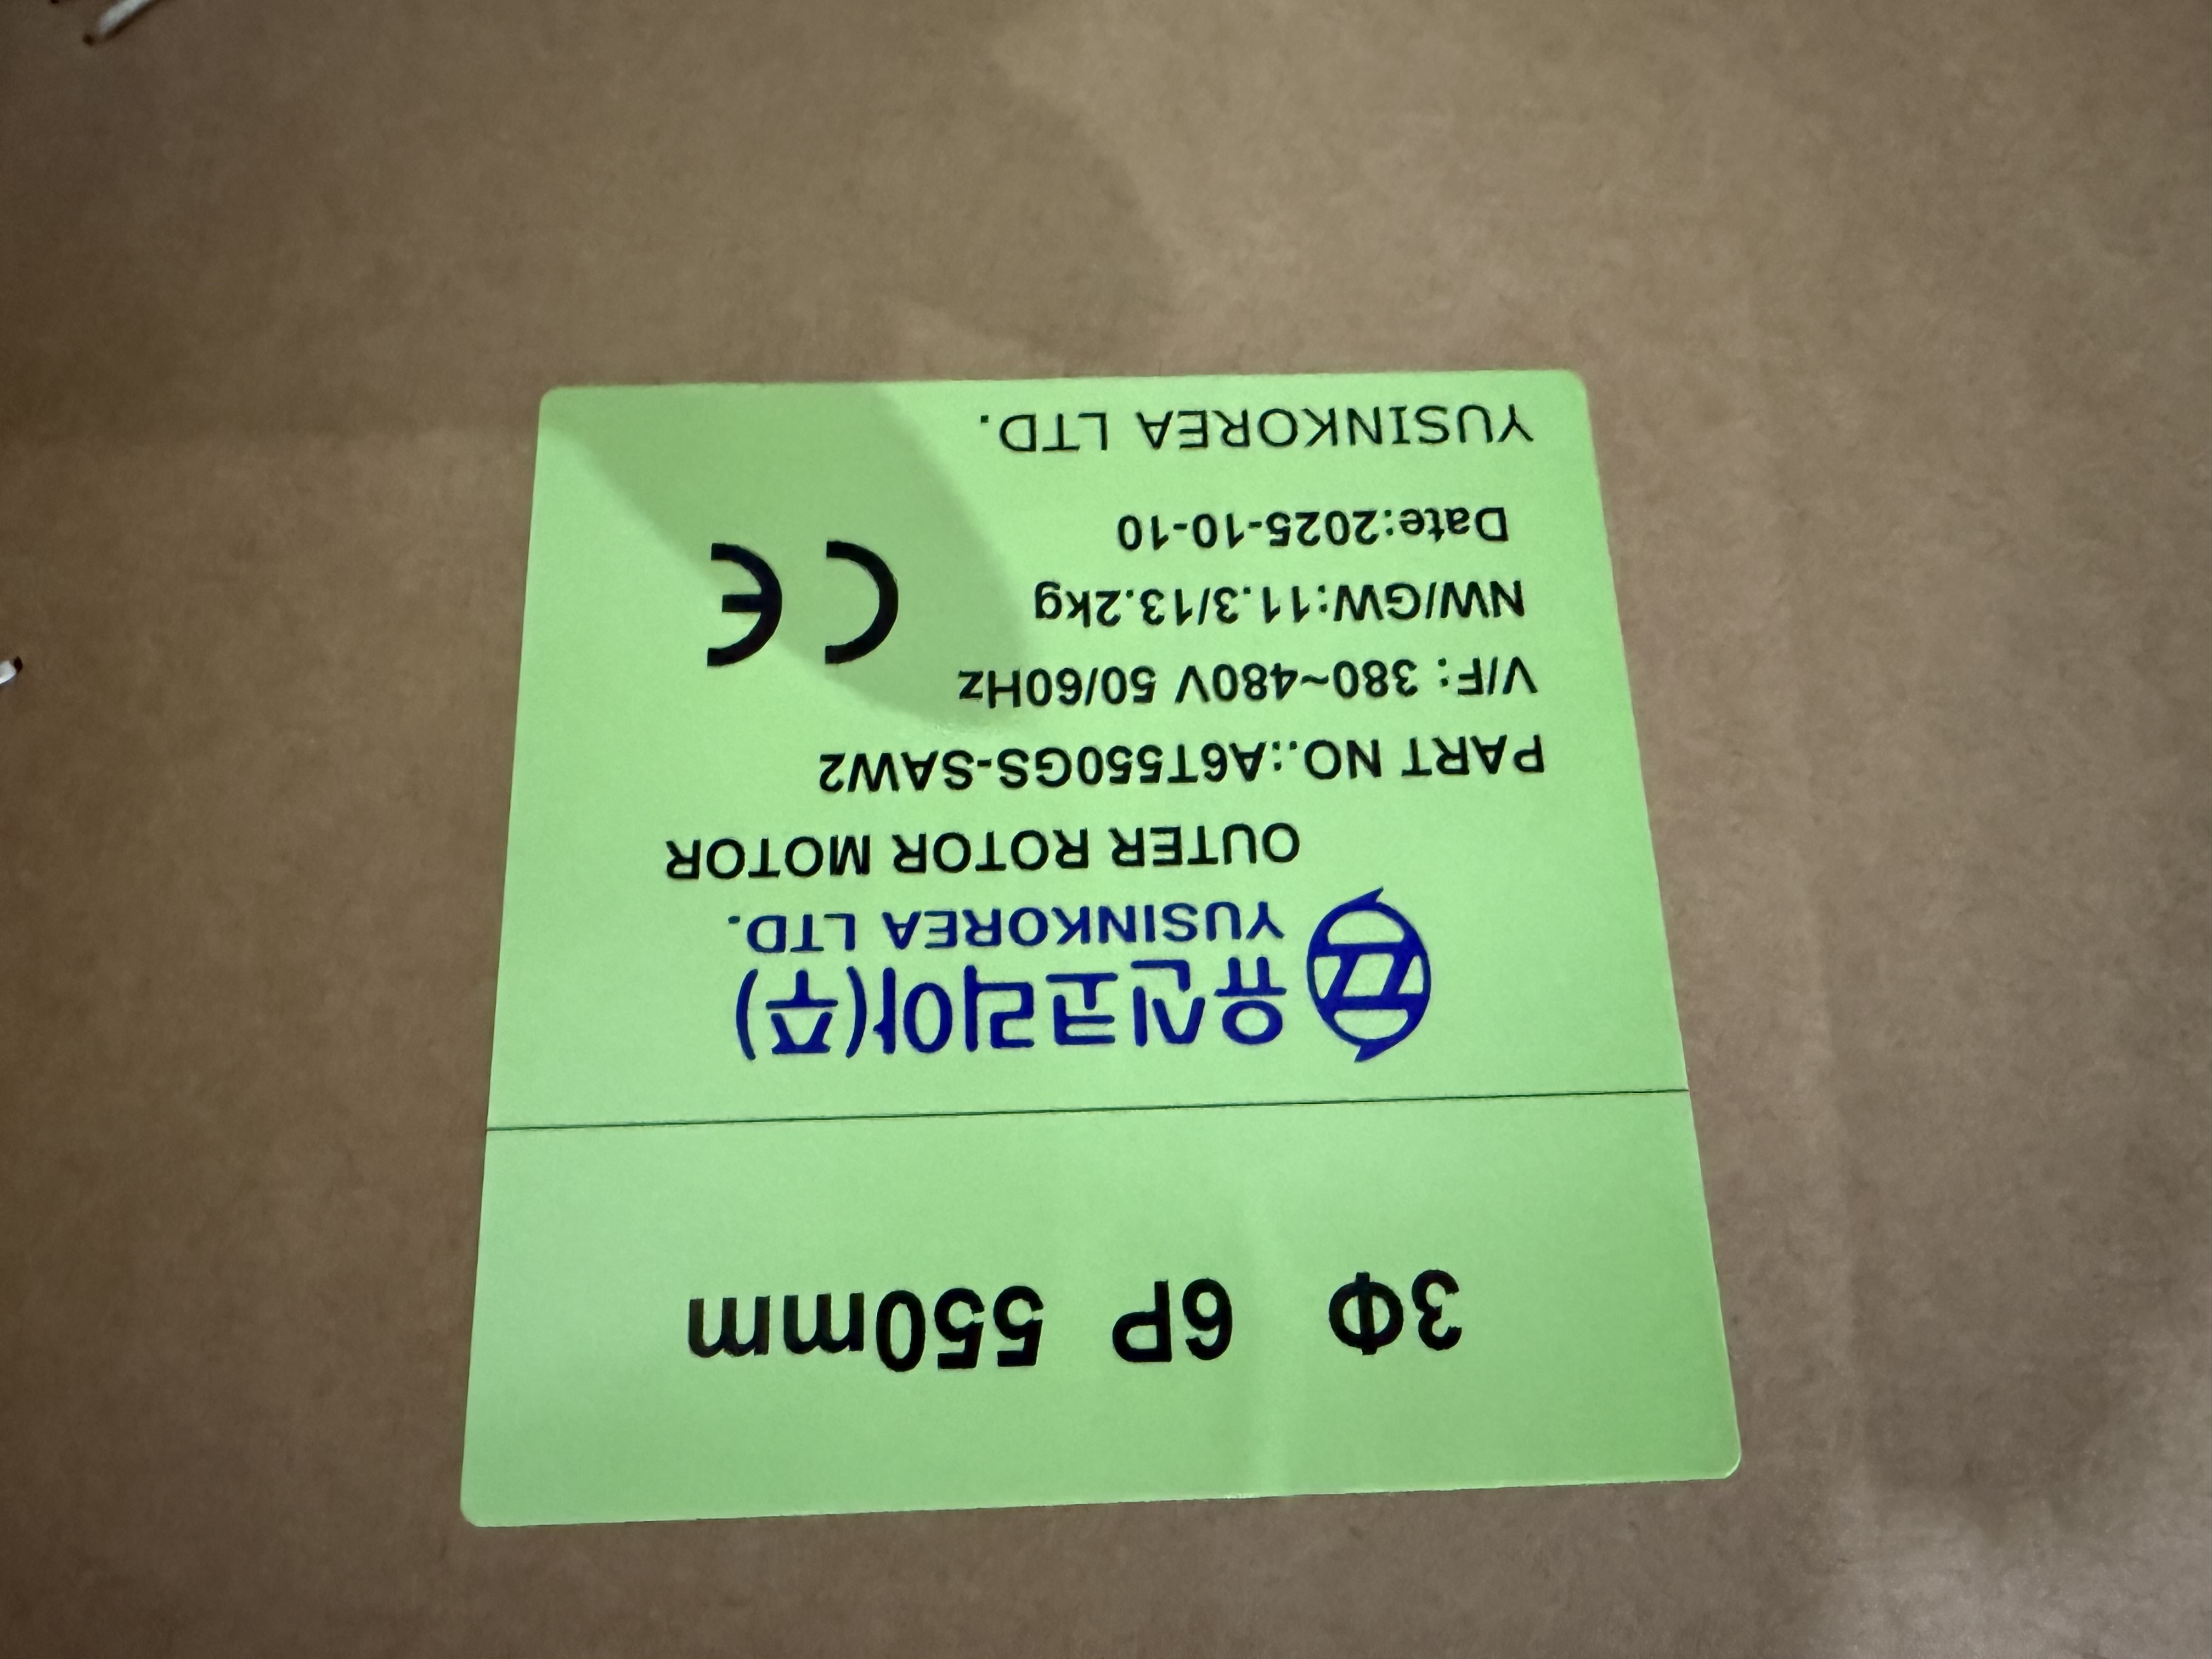 3Φ 6P 550mm
유신코리아(주)
YUSINKOREA LTD.
OUTER ROTOR MOTOR
PART NO.:A6T550GS-SAW2
V/F: 380~480V 50/60Hz
NW/GW:11.3/13.2kg
Date:2025-10-10
CE
YUSINKOREA LTD.